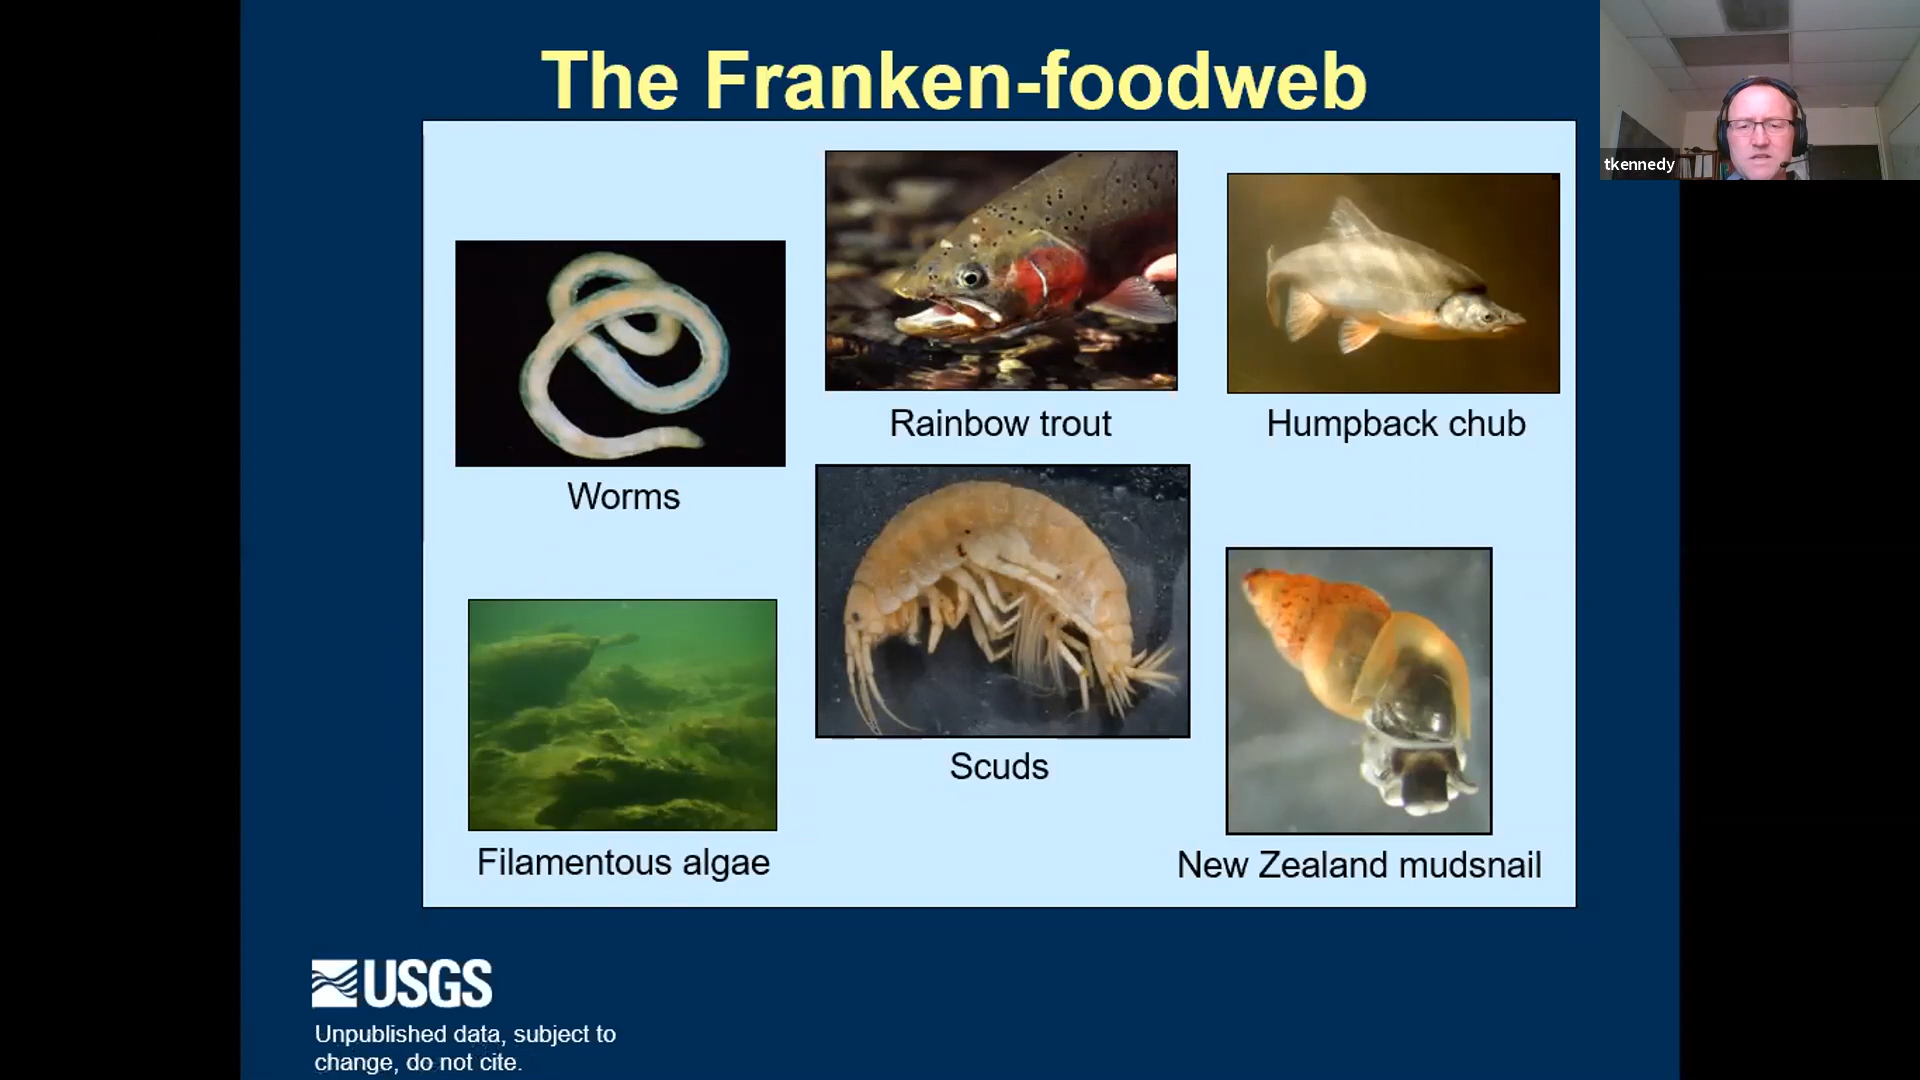 The Franken-foodweb
tkennedy
Rainbow trout
Humpback chub
Worms
Scuds
Filamentous algae
New Zealand mudsnail
USGS
Unpublished data, subject to
change, do not cite.